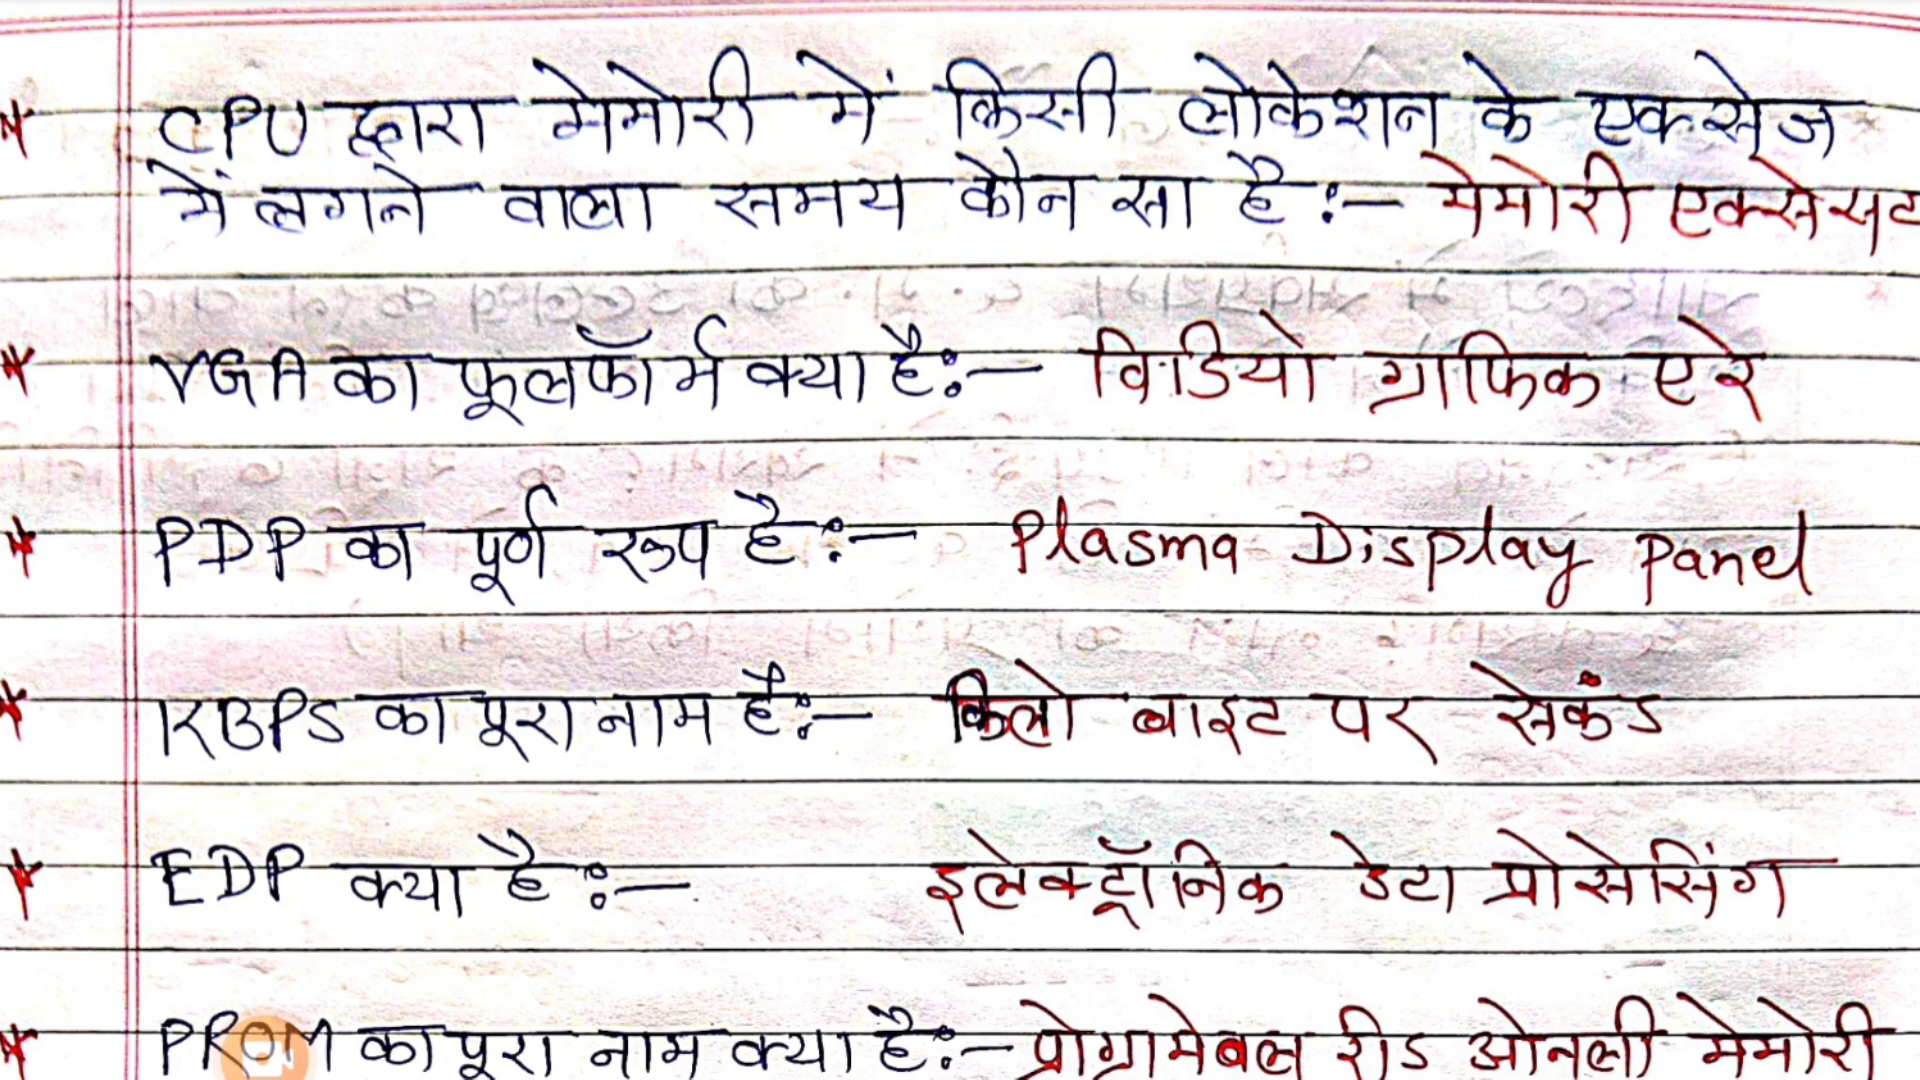 CPU द्वारा मेमोरी में किसी लोकेशन के एक्सेज
में लगने वाला समय कौन सा है:- मेमोरी एक्सेसट
VGA का फूलफॉर्म क्या है:- विडियो ग्राफिक एरे
PDP का पूर्ण रूप है:- Plasma Display Panel
KBPS का पूरा नाम है:- किलो बाइट पर सेकंड
EDP क्या है:- इलेक्ट्रॉनिक डेटा प्रोसेसिंग
PROM का पूरा नाम क्या है:- प्रोग्रामेबल रीड ओनली मेमोरी